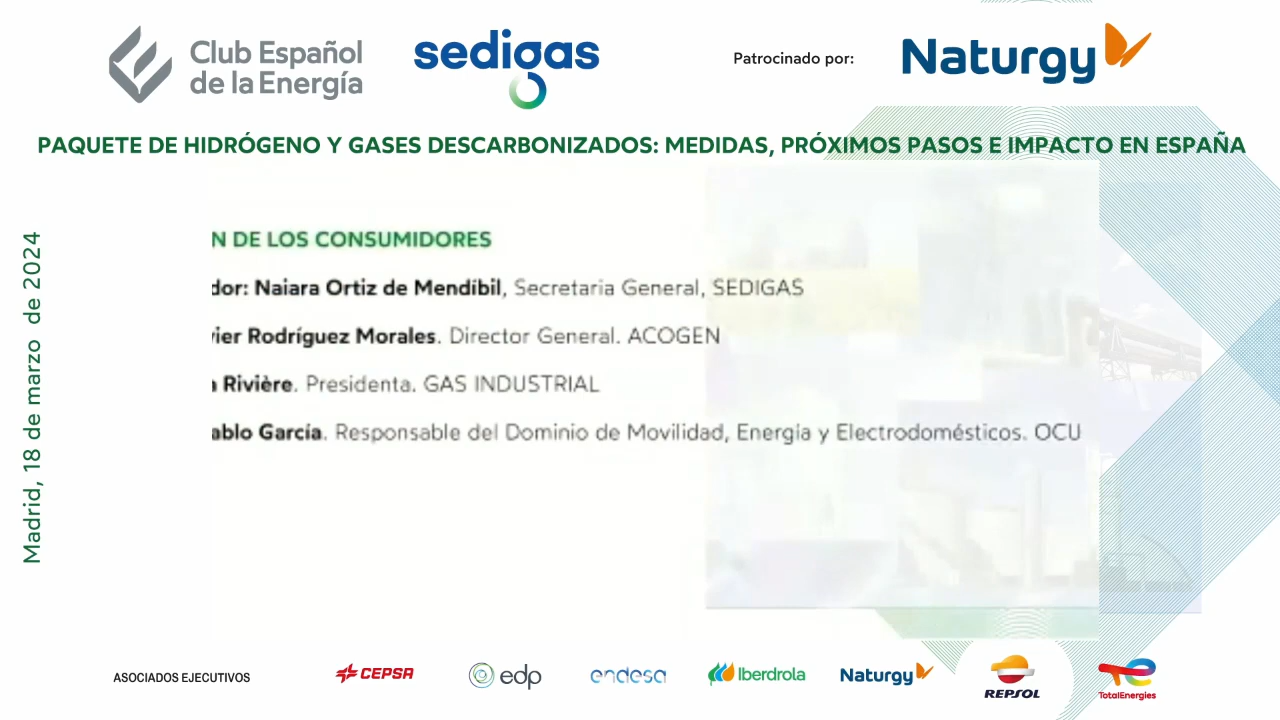 Club Español
de la Energía
sedigas
Patrocinado por:
Naturgy
PAQUETE DE HIDRÓGENO Y GASES DESCARBONIZADOS: MEDIDAS, PRÓXIMOS PASOS E IMPACTO EN ESPAÑA
Madrid, 18 de marzo de 2024
N DE LOS CONSUMIDORES
dor: Naiara Ortiz de Mendíbil, Secretaria General, SEDIGAS
vier Rodríguez Morales. Director General. ACOGEN
Rivière. Presidenta. GAS INDUSTRIAL
ablo García. Responsable del Dominio de Movilidad, Energía y Electrodomésticos. OCU
ASOCIADOS EJECUTIVOS
CEPSA
edp
endesa
Iberdrola
Naturgy
REPSOL
TotalEnergies